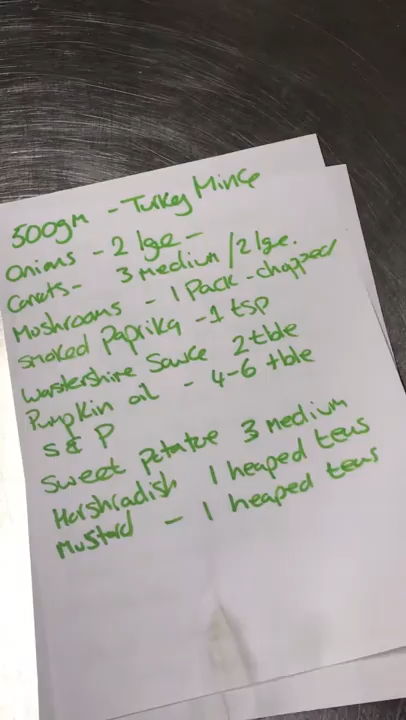 500gm - Turkey Mince
Onions - 2 lge -
Carrots - 3 medium / 2 lge.
Mushrooms - 1 Pack - chopped
Smoked Paprika - 1 tsp
Worstershire Sauce 2 tble
Pumpkin oil - 4-6 tble
S & P
Sweet potatoe 3 Medium
Horshradish 1 heaped teas
Mustard - 1 heaped teas